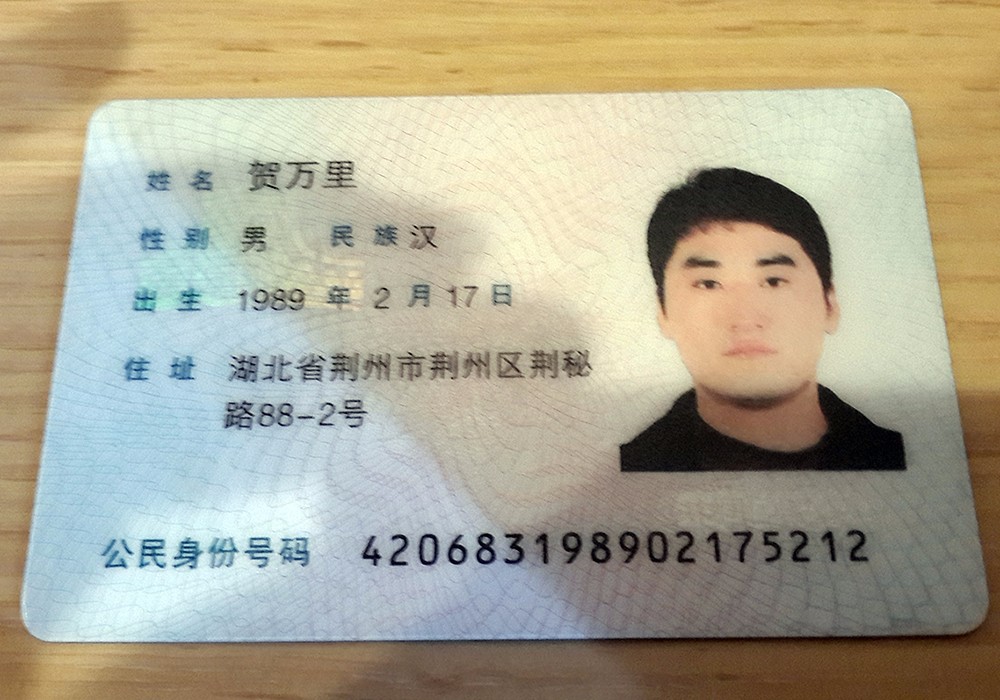 姓名 贺万里
性别 男 民族 汉
出生 1989 年 2 月 17 日
住址 湖北省荆州市荆州区荆秘
路88-2号
公民身份号码 420683198902175212